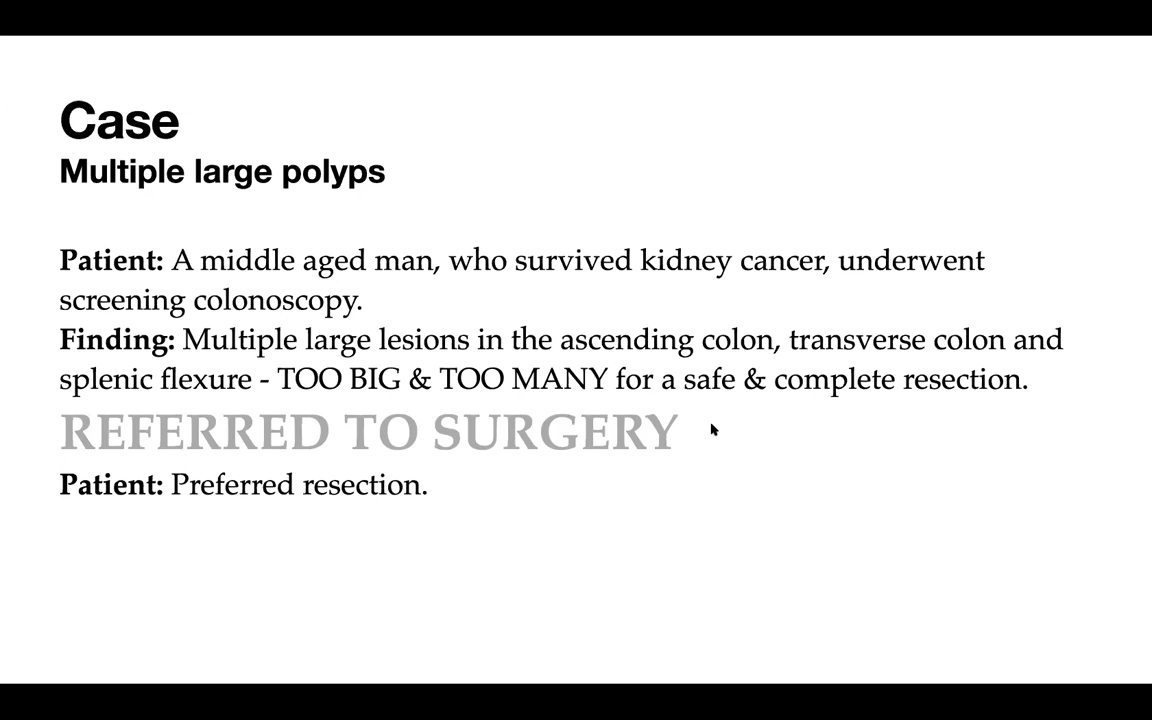 Case
Multiple large polyps
Patient: A middle aged man, who survived kidney cancer, underwent
screening colonoscopy.
Finding: Multiple large lesions in the ascending colon, transverse colon and
splenic flexure - TOO BIG & TOO MANY for a safe & complete resection.
REFERRED TO SURGERY
Patient: Preferred resection.